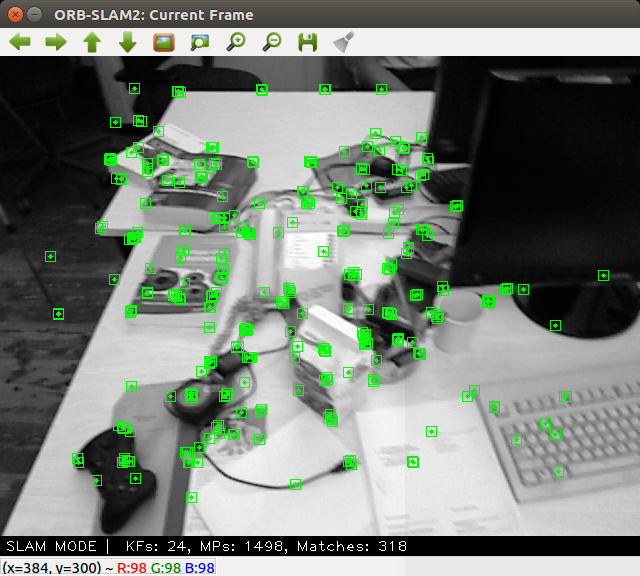 ORB-SLAM2: Current Frame
SLAM MODE | KFs: 24, MPs: 1498, Matches: 318
(x=384, y=300) ~ R:98 G:98 B:98